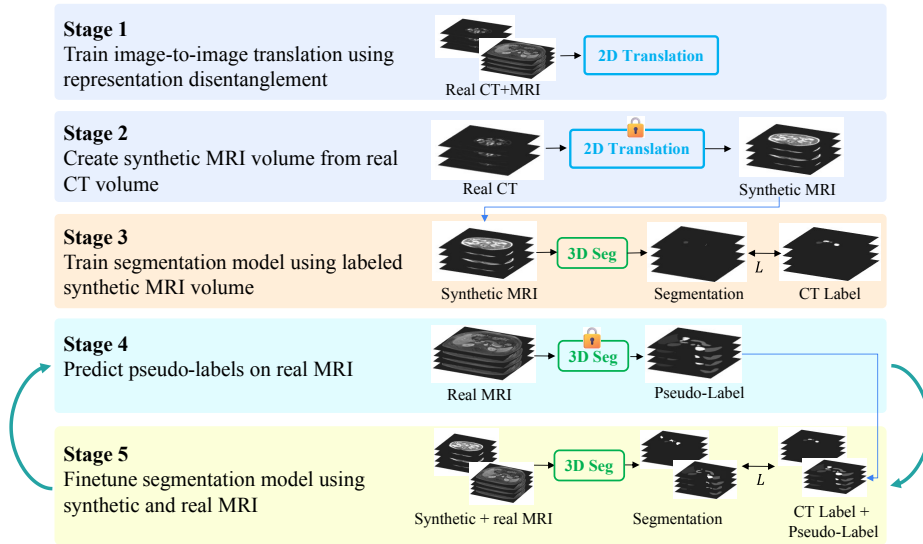 Stage 1
Train image-to-image translation using
representation disentanglement
Real CT+MRI
2D Translation
Stage 2
Create synthetic MRI volume from real
CT volume
Real CT
2D Translation
Synthetic MRI
Stage 3
Train segmentation model using labeled
synthetic MRI volume
Synthetic MRI
3D Seg
Segmentation
L
CT Label
Stage 4
Predict pseudo-labels on real MRI
Real MRI
3D Seg
Pseudo-Label
Stage 5
Finetune segmentation model using
synthetic and real MRI
Synthetic + real MRI
3D Seg
Segmentation
L
CT Label +
Pseudo-Label